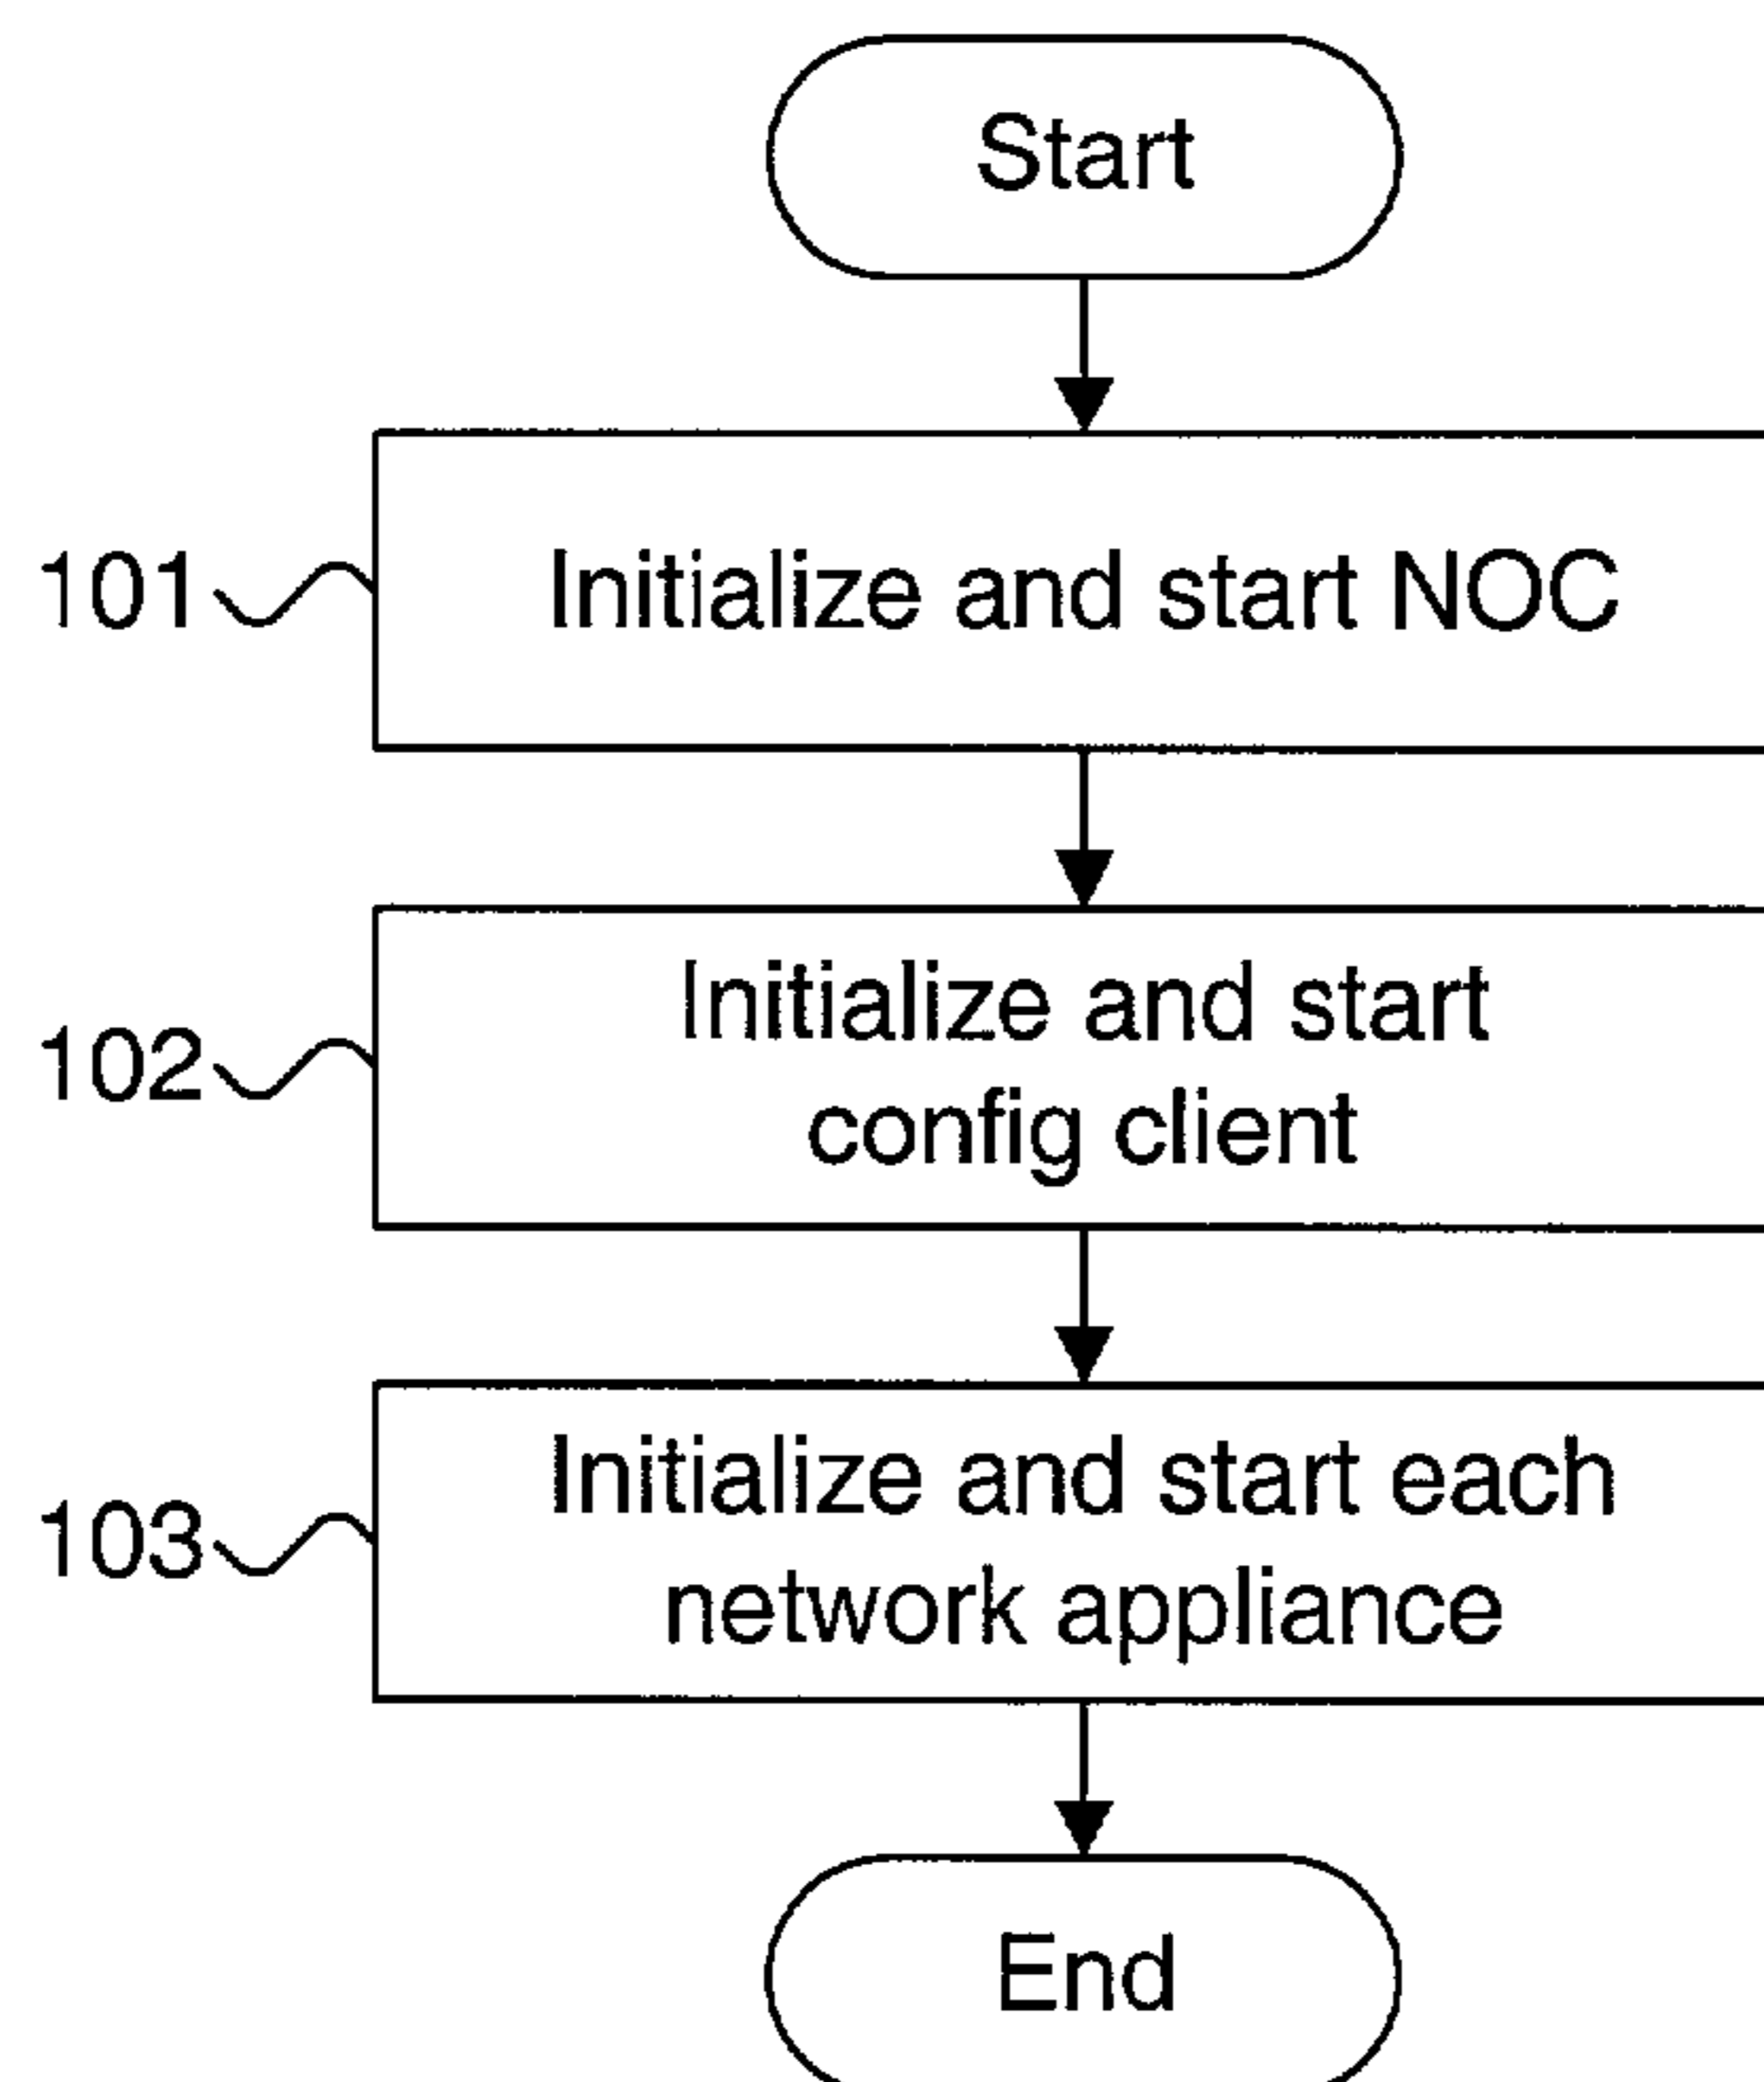 Start
101
Initialize and start NOC
102
Initialize and start
config client
103
Initialize and start each
network appliance
End